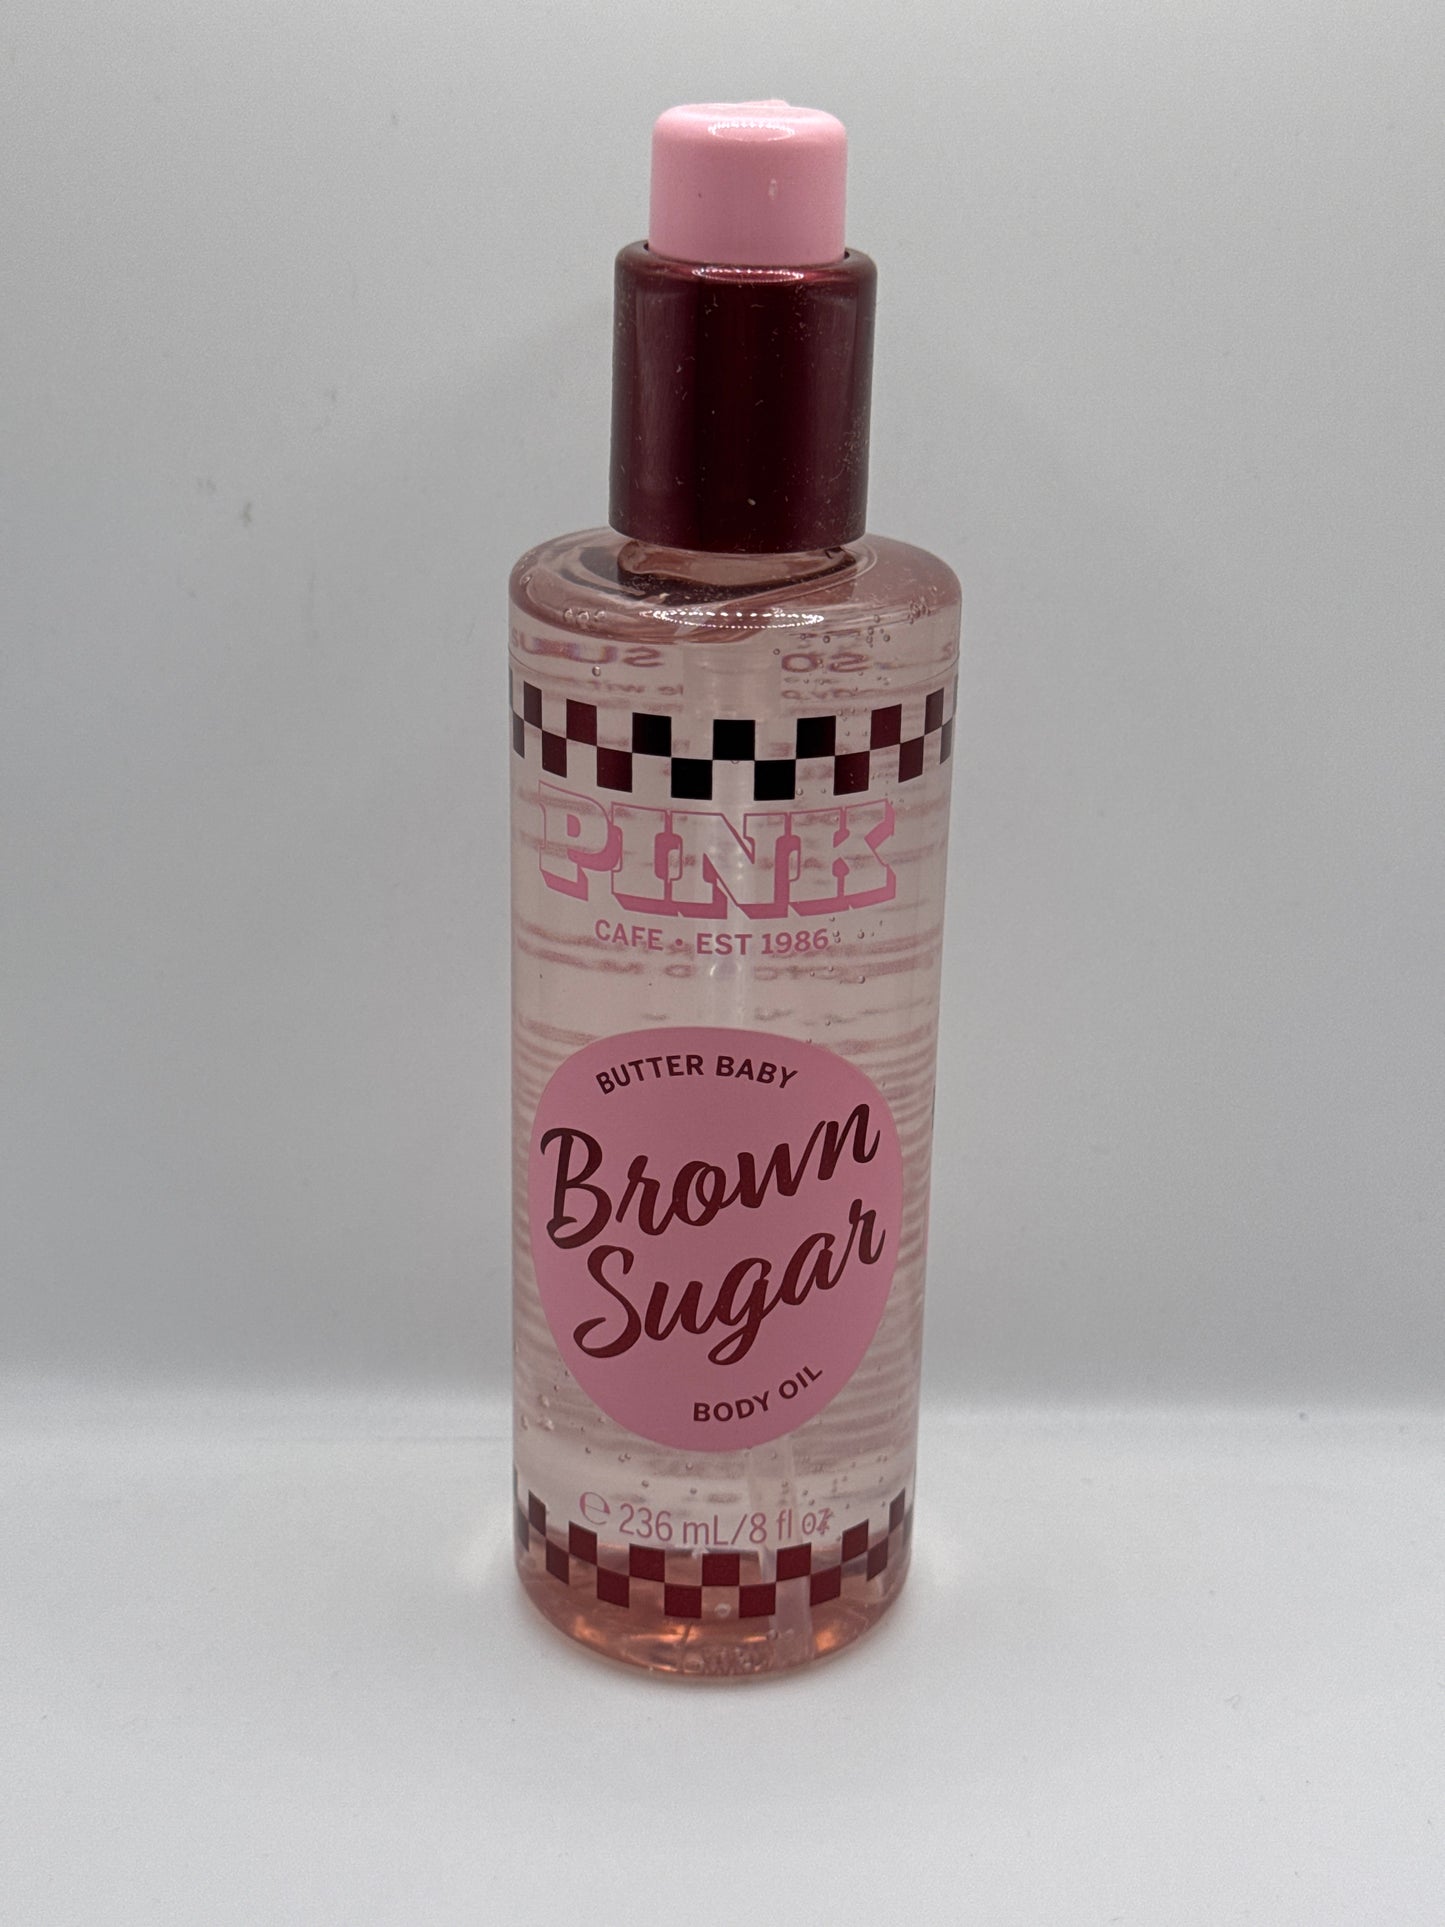 PINK
CAFE • EST 1986
BUTTER BABY
Brown
Sugar
BODY OIL
℮ 236 mL/8 fl oz